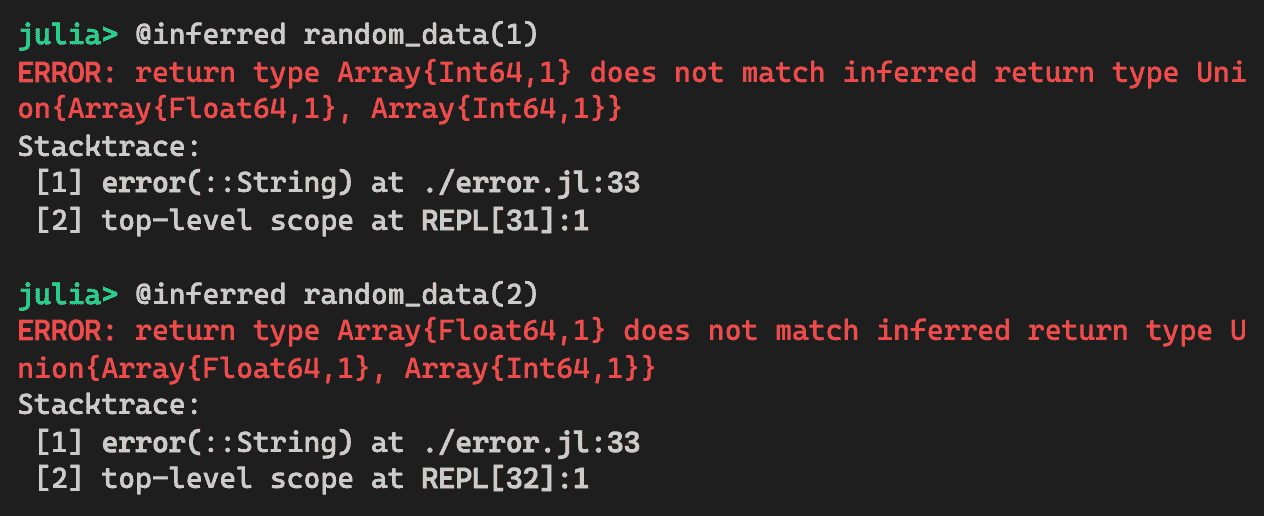 julia> @inferred random_data(1)
ERROR: return type Array{Int64,1} does not match inferred return type Uni
on{Array{Float64,1}, Array{Int64,1}}
Stacktrace:
 [1] error(::String) at ./error.jl:33
 [2] top-level scope at REPL[31]:1

julia> @inferred random_data(2)
ERROR: return type Array{Float64,1} does not match inferred return type U
nion{Array{Float64,1}, Array{Int64,1}}
Stacktrace:
 [1] error(::String) at ./error.jl:33
 [2] top-level scope at REPL[32]:1